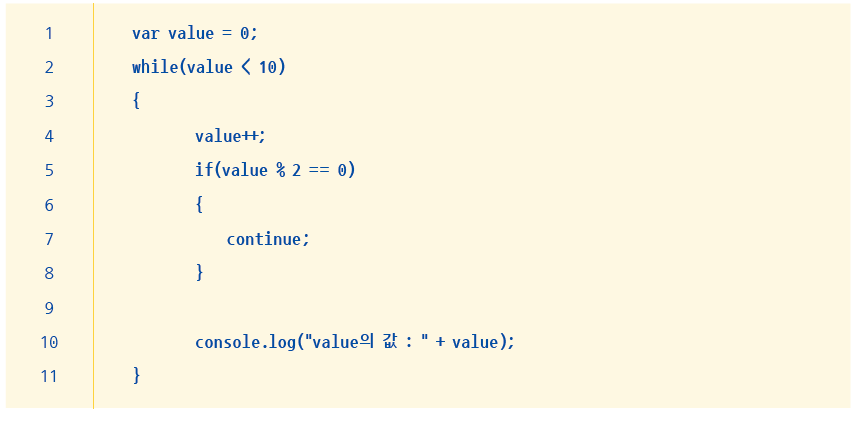 1 var value = 0;
2 while(value < 10)
3 {
4 value++;
5 if(value % 2 == 0)
6 {
7 continue;
8 }
9
10 console.log("value의 값 : " + value);
11 }